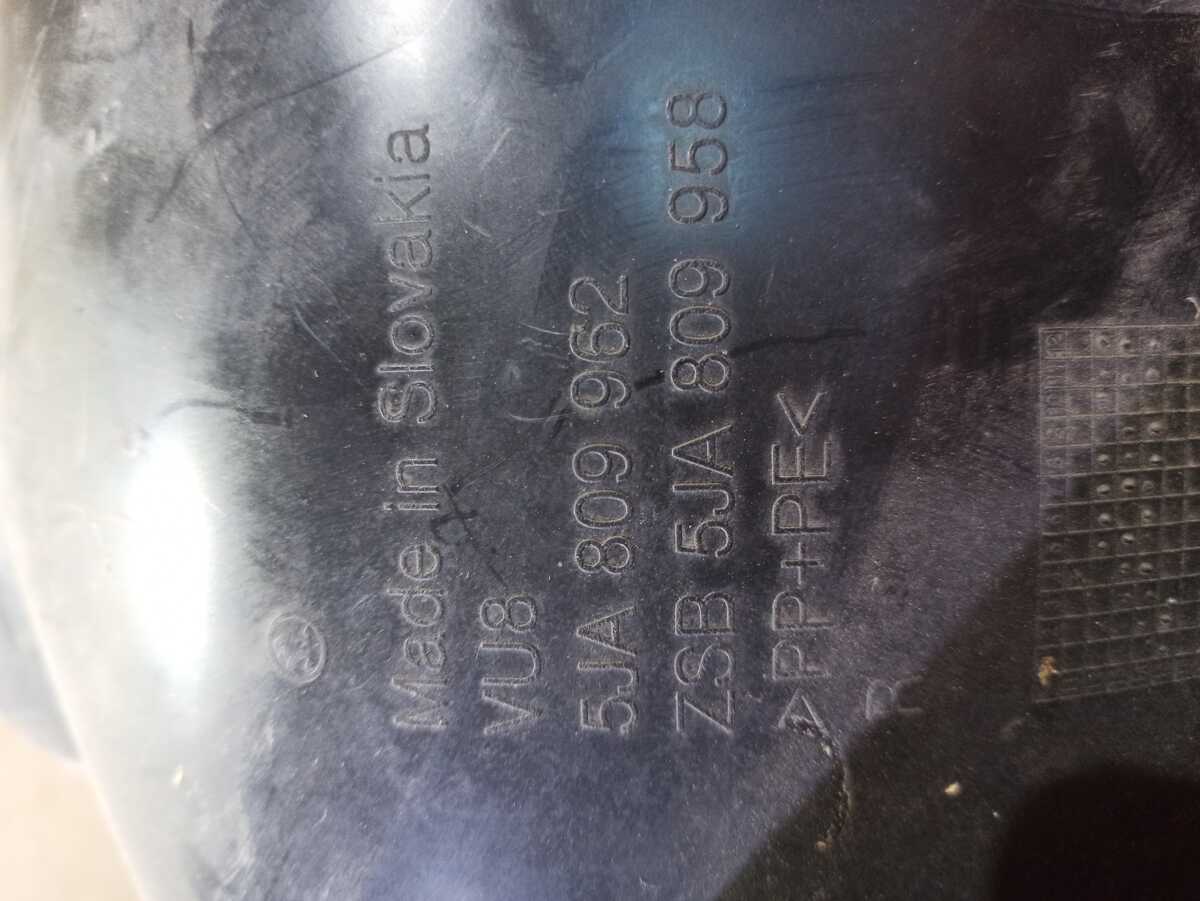 Made in Slovakia
VU8
5JA 809 962
ZSB 5JA 809 958
>PP+PE<